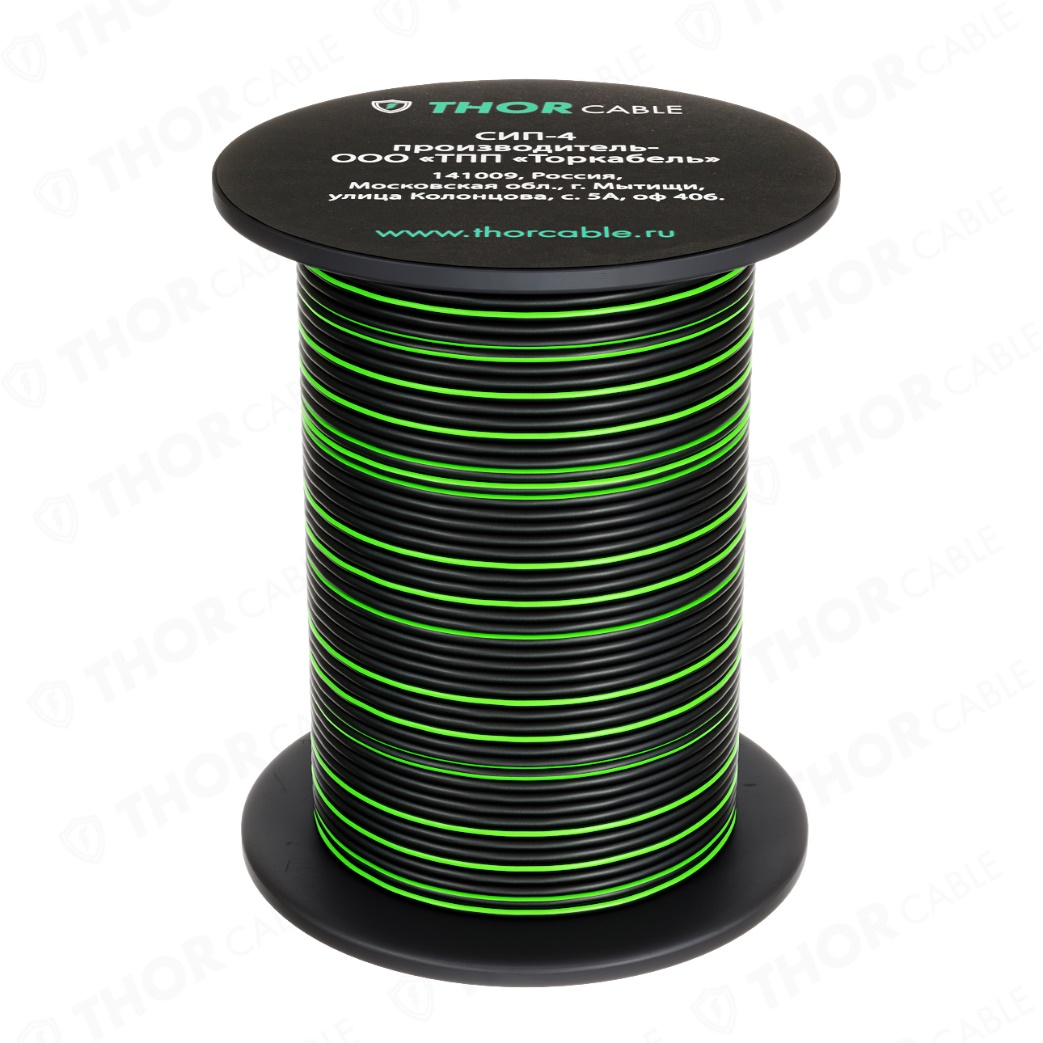 THOR CABLE
СИП-4
производитель-
ООО «ТПП «Торкабель»
141009, Россия,
Московская обл., г. Мытищи,
улица Колонцова, с. 5А, оф 406.
www.thorcable.ru